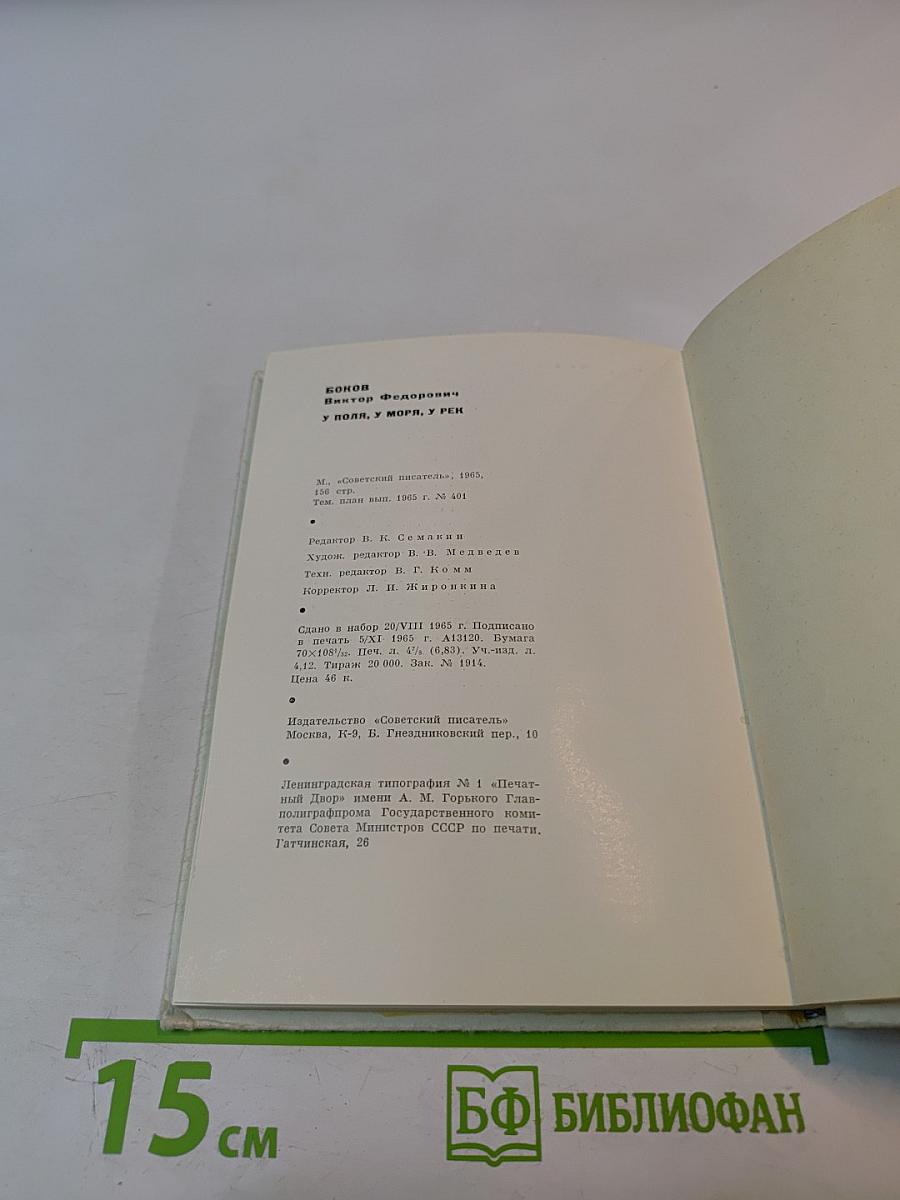 БОКОВ
Виктор Федорович
У ПОЛЯ, У МОРЯ, У РЕК
М., «Советский писатель», 1965,
156 стр.
Тем. план вып. 1965 г. № 401
Редактор В. К. Семакин
Худож. редактор В. В. Медведев
Техн. редактор В. Г. Комм
Корректор Л. И. Жиронкина
Сдано в набор 20/VIII 1965 г. Подписано
в печать 5/XI 1965 г. А13120. Бумага
70×108¹/₃₂. Печ. л. 4⁷/₈ (6,83). Уч.-изд. л.
4,12. Тираж 20 000. Зак. № 1914.
Цена 46 к.
Издательство «Советский писатель»
Москва, К-9, Б. Гнездниковский пер., 10
Ленинградская типография № 1 «Печат-
ный Двор» имени А. М. Горького Глав-
полиграфпрома Государственного коми-
тета Совета Министров СССР по печати.
Гатчинская, 26
15 см
БФ БИБЛИОФАН